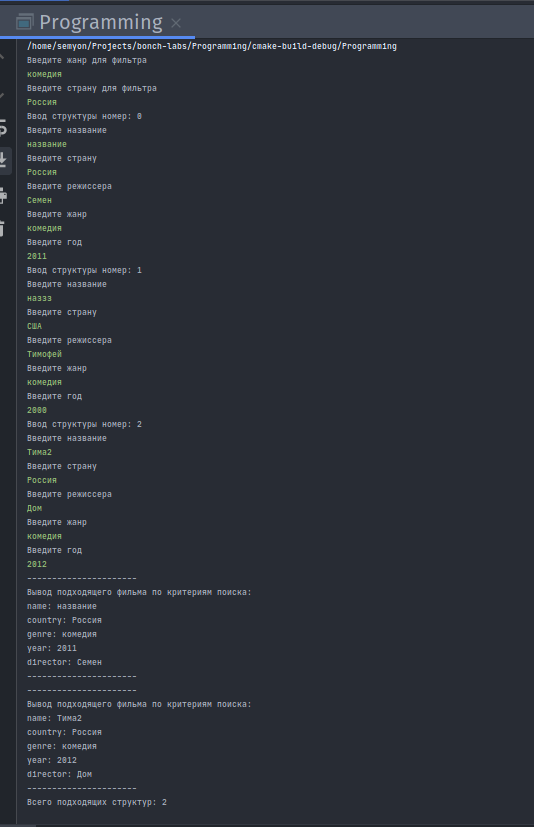 Programming
/home/semyon/Projects/bonch-labs/Programming/cmake-build-debug/Programming
Введите жанр для фильтра
комедия
Введите страну для фильтра
Россия
Ввод структуры номер: 0
Введите название
название
Введите страну
Россия
Введите режиссера
Семен
Введите жанр
комедия
Введите год
2011
Ввод структуры номер: 1
Введите название
наззз
Введите страну
США
Введите режиссера
Тимофей
Введите жанр
комедия
Введите год
2000
Ввод структуры номер: 2
Введите название
Тима2
Введите страну
Россия
Введите режиссера
Дом
Введите жанр
комедия
Введите год
2012
----------------------
Вывод подходящего фильма по критериям поиска:
name: название
country: Россия
genre: комедия
year: 2011
director: Семен
----------------------
----------------------
Вывод подходящего фильма по критериям поиска:
name: Тима2
country: Россия
genre: комедия
year: 2012
director: Дом
----------------------
Всего подходящих структур: 2